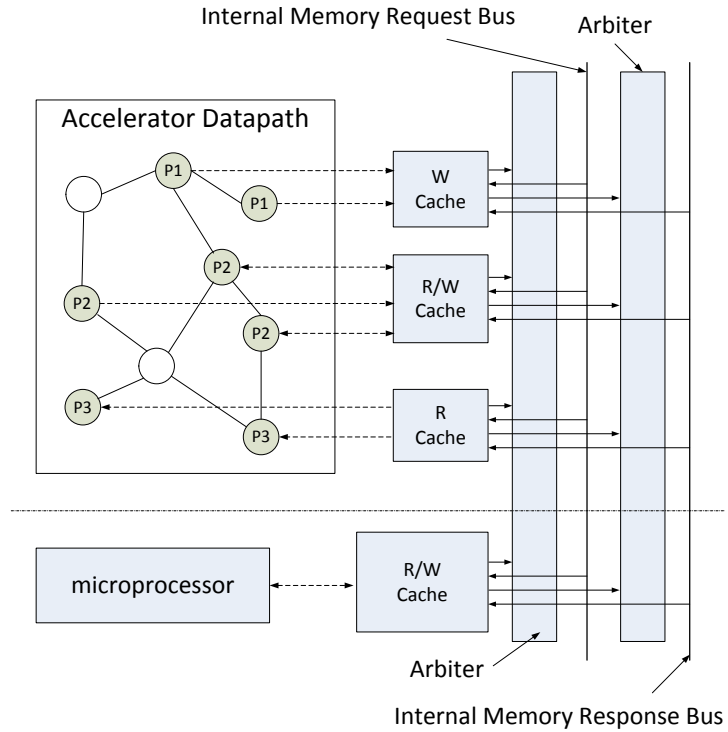 Internal Memory Request Bus
Arbiter
Accelerator Datapath
P1
P1
P2
P2
P2
P3
P3
W
Cache
R/W
Cache
R
Cache
microprocessor
R/W
Cache
Arbiter
Internal Memory Response Bus